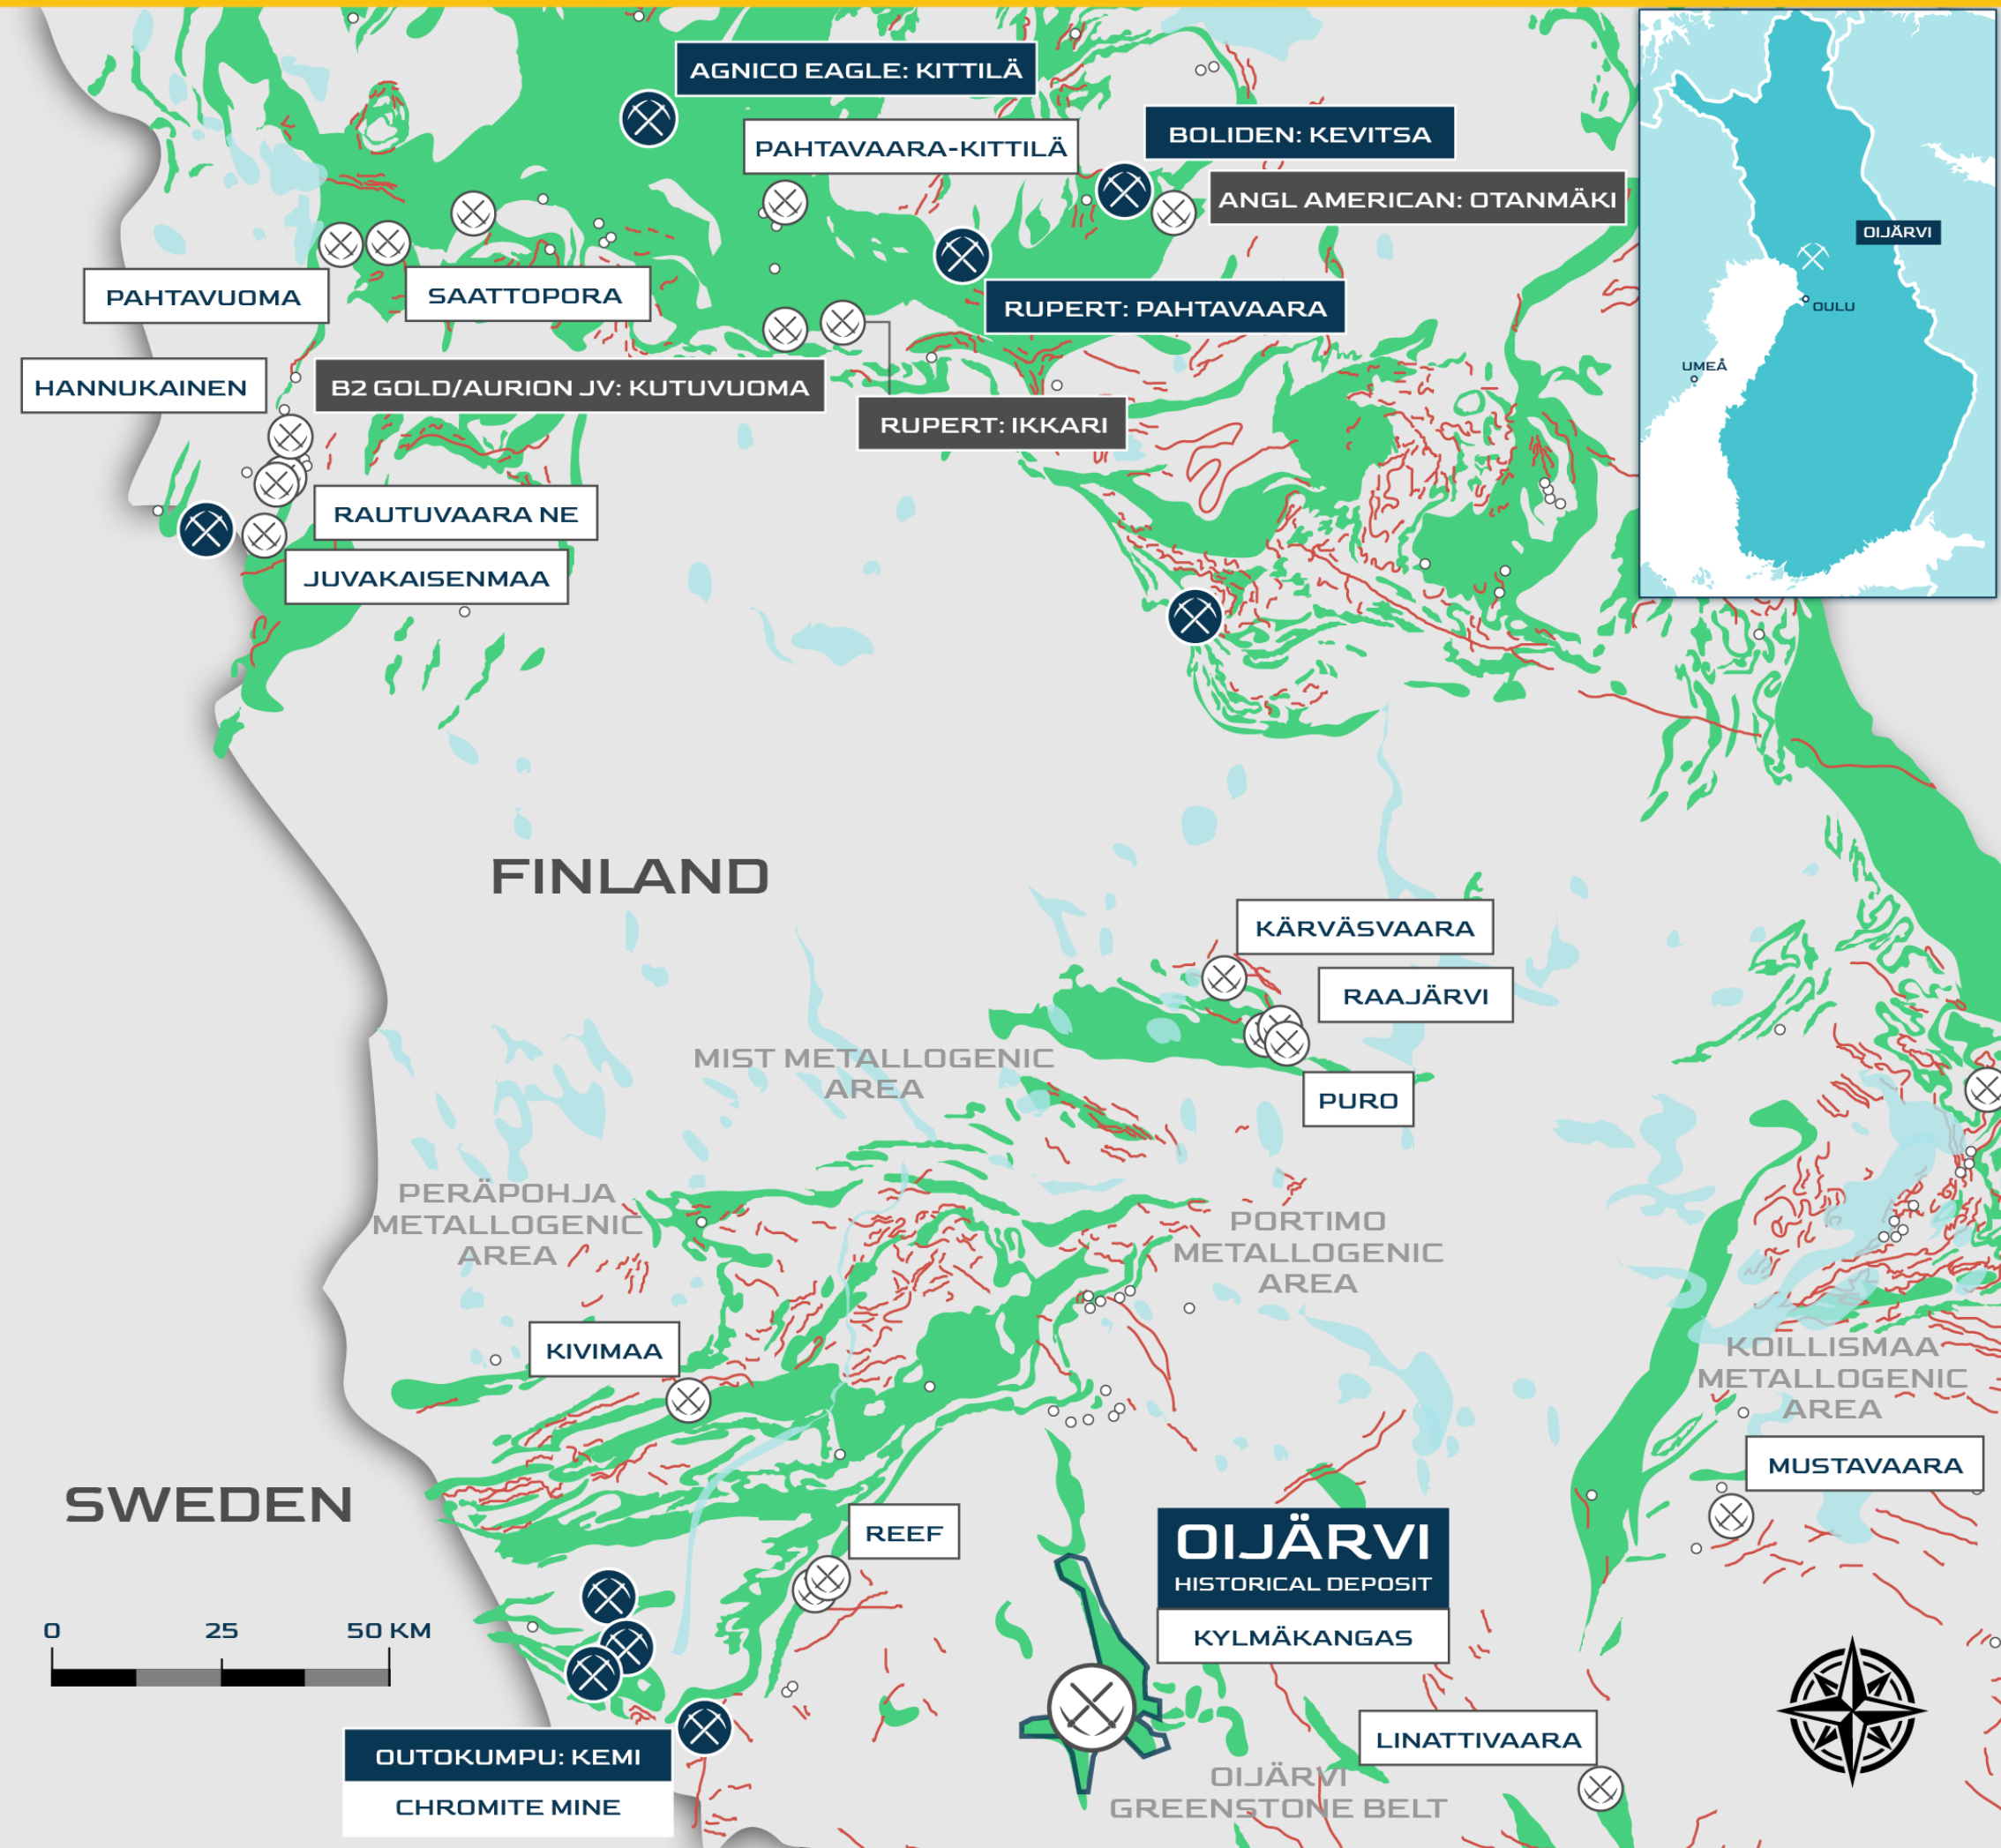 AGNICO EAGLE: KITTILÄ
PAHTAVAARA-KITTILÄ
BOLIDEN: KEVITSA
ANGL AMERICAN: OTANMÄKI
OIJÄRVI
OULU
UMEÅ
PAHTAVUOMA
SAATTOPORA
RUPERT: PAHTAVAARA
HANNUKAINEN
B2 GOLD/AURION JV: KUTUVUOMA
RUPERT: IKKARI
RAUTUVAARA NE
JUVAKAISENMAA
FINLAND
KÄRVÄSVAARA
RAAJÄRVI
PURO
MIST METALLOGENIC
AREA
PERÄPOHJA
METALLOGENIC
AREA
PORTIMO
METALLOGENIC
AREA
KIVIMAA
KOILLISMAA
METALLOGENIC
AREA
MUSTAVAARA
SWEDEN
REEF
OIJÄRVI
HISTORICAL DEPOSIT
KYLMÄKANGAS
0 25 50 KM
OUTOKUMPU: KEMI
CHROMITE MINE
LINATTIVAARA
OIJÄRVI
GREENSTONE BELT